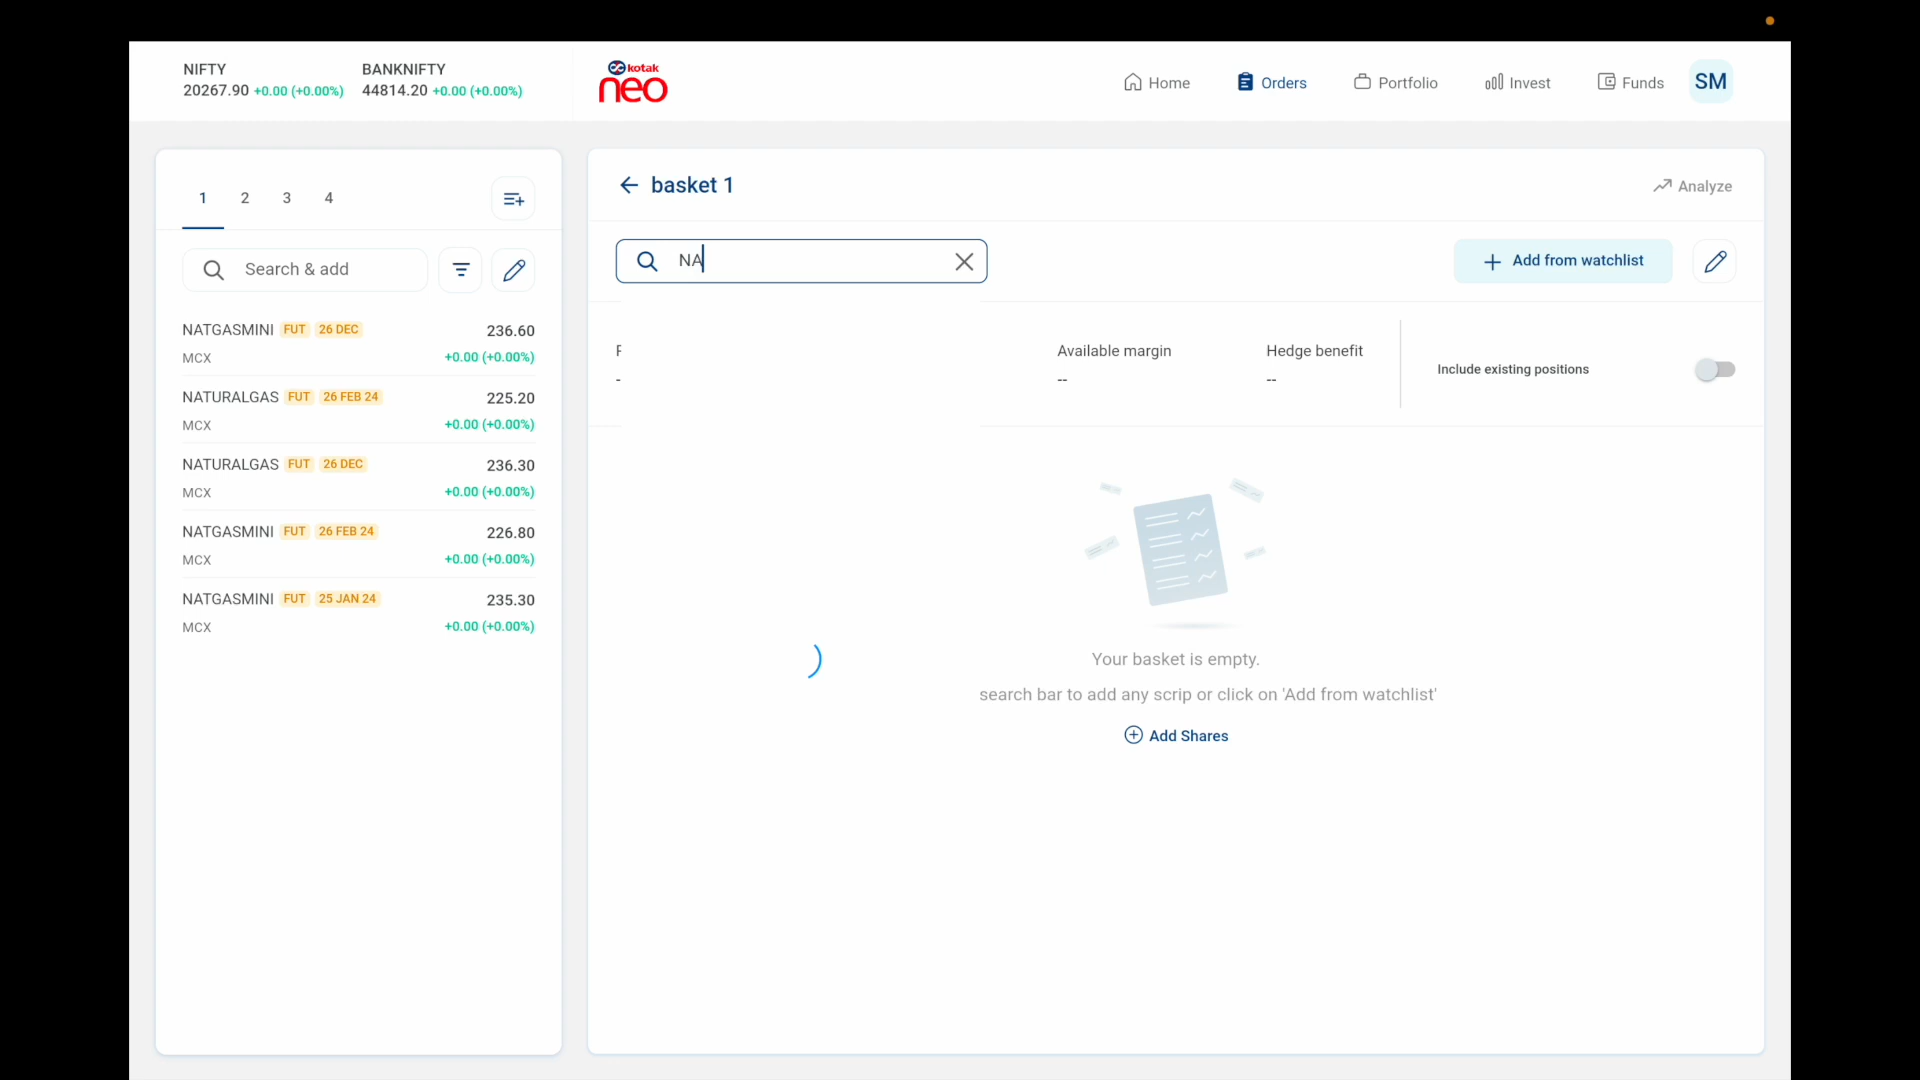 NIFTY
20267.90 +0.00 (+0.00%)
BANKNIFTY
44814.20 +0.00 (+0.00%)
kotak
neo
Home
Orders
Portfolio
Invest
Funds
SM
1 2 3 4
Search & add
NATGASMINI FUT 26 DEC 236.60
MCX +0.00 (+0.00%)
NATURALGAS FUT 26 FEB 24 225.20
MCX +0.00 (+0.00%)
NATURALGAS FUT 26 DEC 236.30
MCX +0.00 (+0.00%)
NATGASMINI FUT 26 FEB 24 226.80
MCX +0.00 (+0.00%)
NATGASMINI FUT 25 JAN 24 235.30
MCX +0.00 (+0.00%)
basket 1
Analyze
NA
Add from watchlist
Available margin
--
Hedge benefit
--
Include existing positions
Your basket is empty.
search bar to add any scrip or click on 'Add from watchlist'
Add Shares